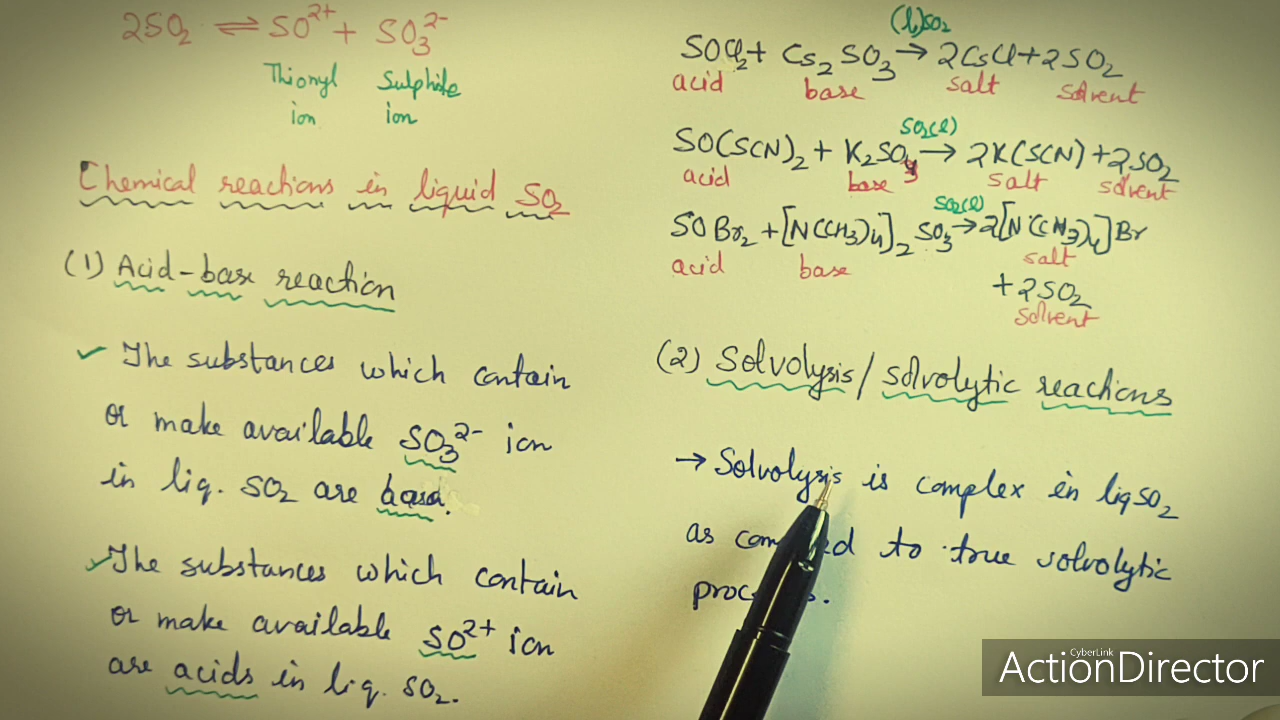 2SO₂ ⇌ SO²⁺ + SO₃²⁻
Thionyl Sulphite
ion ion
Chemical reactions in liquid SO₂
(1) Acid-base reaction
✓ The substances which contain
or make available SO₃²⁻ ion
in liq. SO₂ are base.
✓ The substances which contain
or make available SO²⁺ ion
are acids in liq. SO₂.
(l)SO₂
SOCl₂ + Cs₂SO₃ → 2CsCl + 2SO₂
acid base salt solvent
SO₂(l)
SO(SCN)₂ + K₂SO₃ → 2K(SCN) + 2SO₂
acid base salt solvent
SO₂(l)
SOBr₂ + [N(CH₃)₄]₂ SO₃ → 2[N(CH₃)₄]Br
acid base salt
+ 2SO₂
solvent
(2) Solvolysis / solvolytic reactions
→ Solvolysis is complex in liq SO₂
as to true solvolytic
CyberLink
ActionDirector